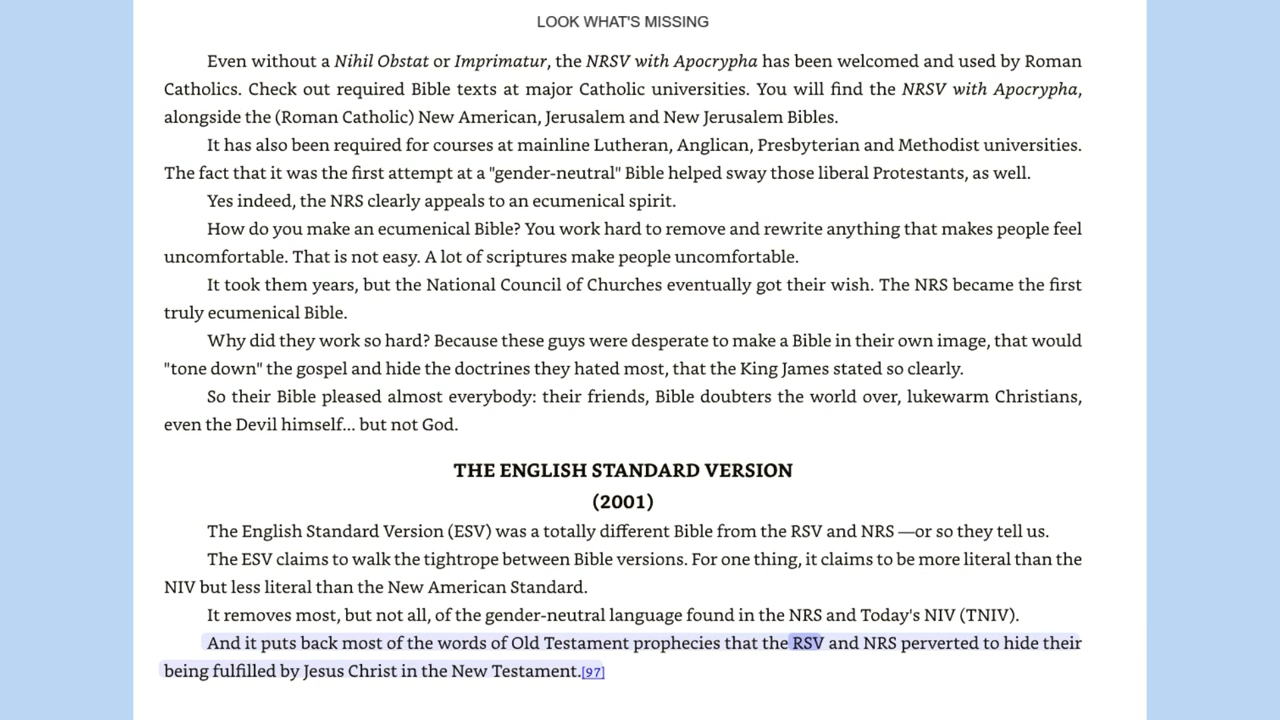 LOOK WHAT'S MISSING
Even without a Nihil Obstat or Imprimatur, the NRSV with Apocrypha has been welcomed and used by Roman
Catholics. Check out required Bible texts at major Catholic universities. You will find the NRSV with Apocrypha,
alongside the (Roman Catholic) New American, Jerusalem and New Jerusalem Bibles.
It has also been required for courses at mainline Lutheran, Anglican, Presbyterian and Methodist universities.
The fact that it was the first attempt at a "gender-neutral" Bible helped sway those liberal Protestants, as well.
Yes indeed, the NRS clearly appeals to an ecumenical spirit.
How do you make an ecumenical Bible? You work hard to remove and rewrite anything that makes people feel
uncomfortable. That is not easy. A lot of scriptures make people uncomfortable.
It took them years, but the National Council of Churches eventually got their wish. The NRS became the first
truly ecumenical Bible.
Why did they work so hard? Because these guys were desperate to make a Bible in their own image, that would
"tone down" the gospel and hide the doctrines they hated most, that the King James stated so clearly.
So their Bible pleased almost everybody: their friends, Bible doubters the world over, lukewarm Christians,
even the Devil himself... but not God.
THE ENGLISH STANDARD VERSION
(2001)
The English Standard Version (ESV) was a totally different Bible from the RSV and NRS —or so they tell us.
The ESV claims to walk the tightrope between Bible versions. For one thing, it claims to be more literal than the
NIV but less literal than the New American Standard.
It removes most, but not all, of the gender-neutral language found in the NRS and Today's NIV (TNIV).
And it puts back most of the words of Old Testament prophecies that the RSV and NRS perverted to hide their
being fulfilled by Jesus Christ in the New Testament.[97]